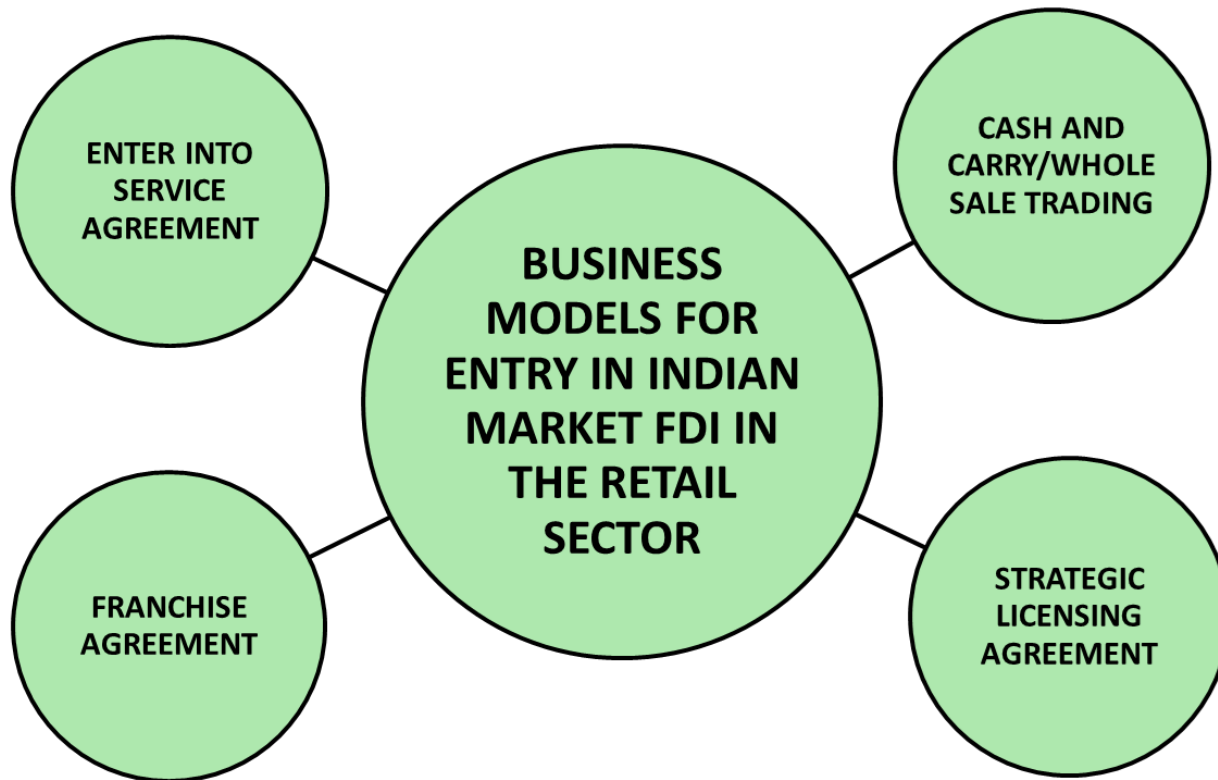 ENTER INTO
SERVICE
AGREEMENT
CASH AND
CARRY/WHOLE
SALE TRADING
BUSINESS
MODELS FOR
ENTRY IN INDIAN
MARKET FDI IN
THE RETAIL
SECTOR
FRANCHISE
AGREEMENT
STRATEGIC
LICENSING
AGREEMENT